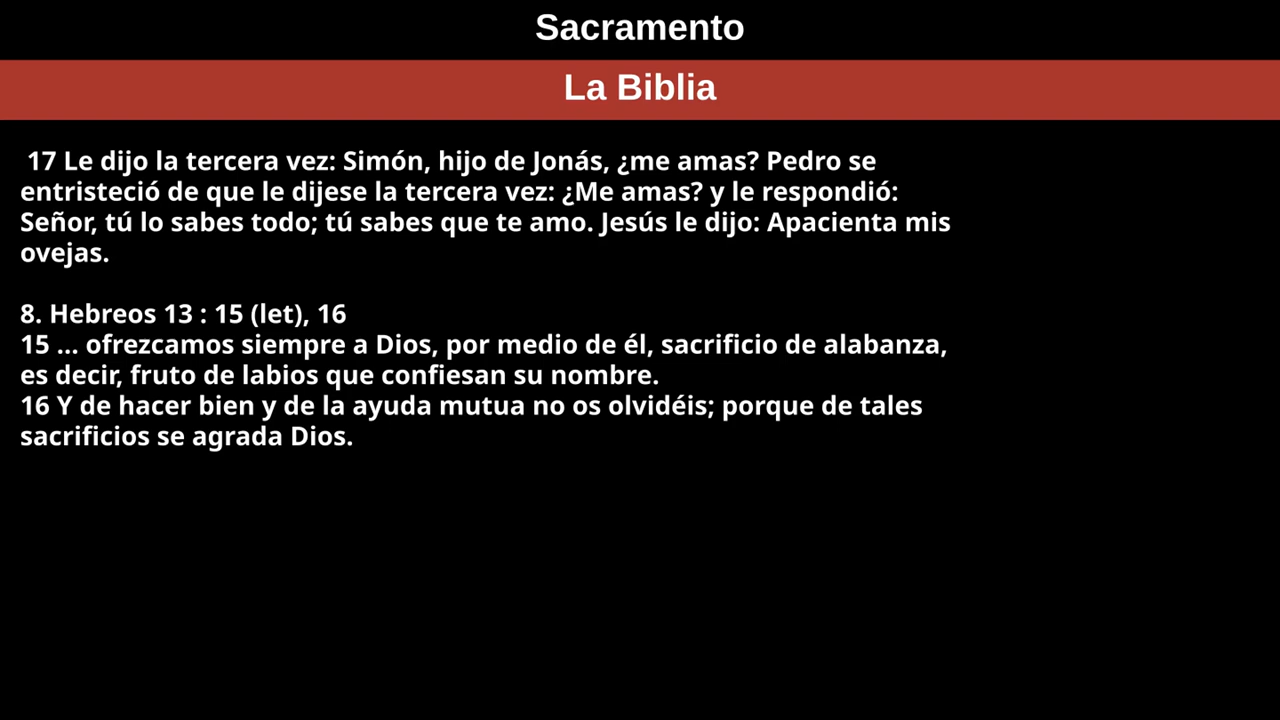 Sacramento
La Biblia
17 Le dijo la tercera vez: Simón, hijo de Jonás, ¿me amas? Pedro se
entristeció de que le dijese la tercera vez: ¿Me amas? y le respondió:
Señor, tú lo sabes todo; tú sabes que te amo. Jesús le dijo: Apacienta mis
ovejas.
8. Hebreos 13 : 15 (let), 16
15 ... ofrezcamos siempre a Dios, por medio de él, sacrificio de alabanza,
es decir, fruto de labios que confiesan su nombre.
16 Y de hacer bien y de la ayuda mutua no os olvidéis; porque de tales
sacrificios se agrada Dios.